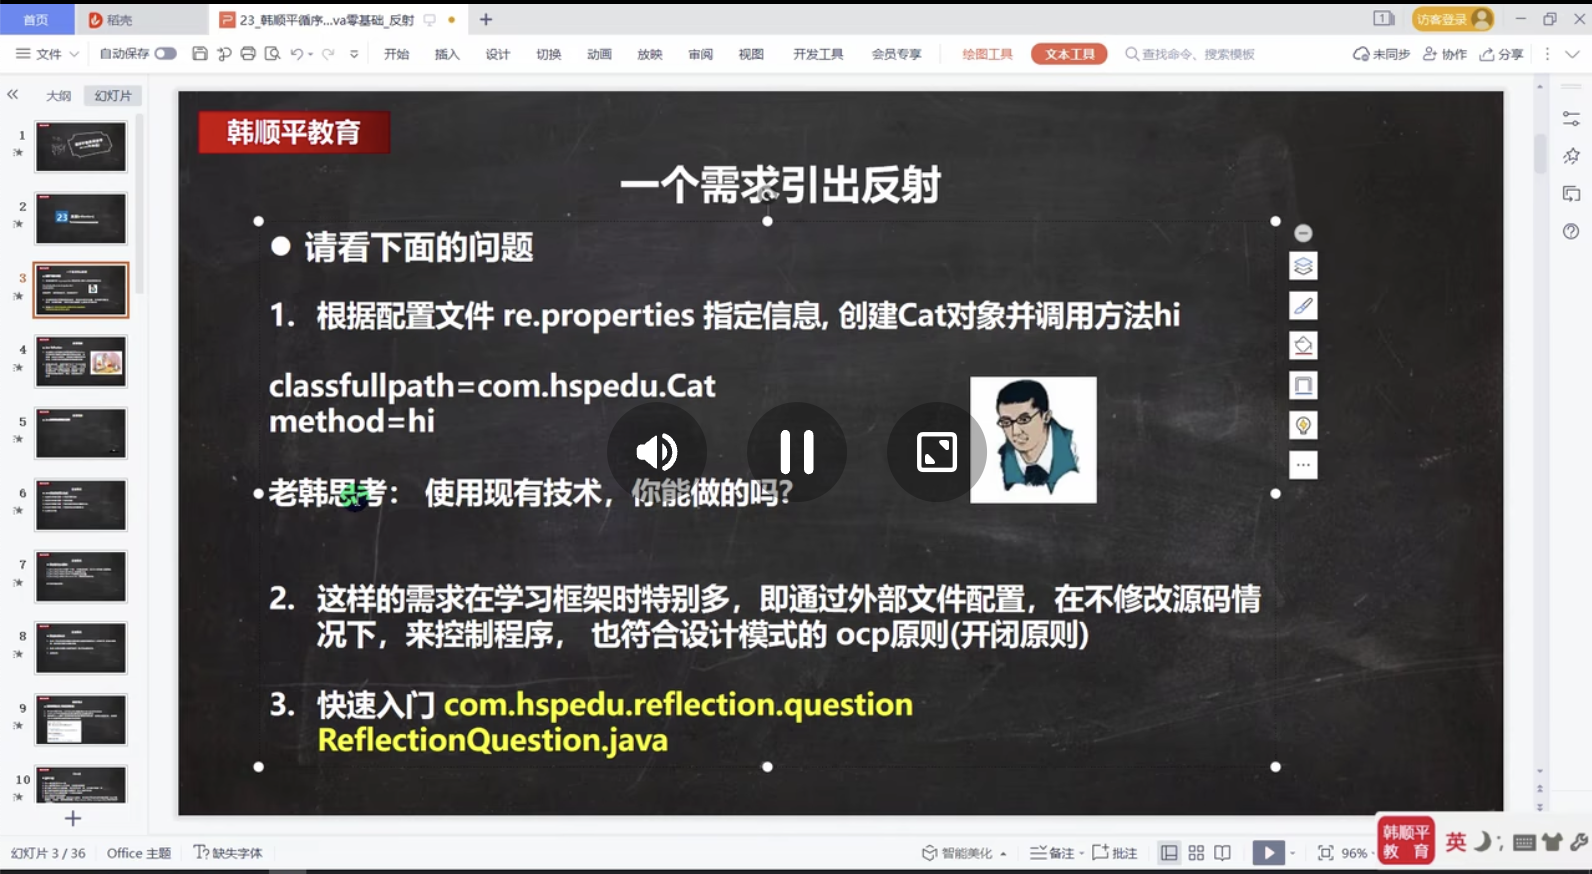 首页
稻壳
23_韩顺平循序...va零基础_反射
1
访客登录
文件
自动保存
开始
插入
设计
切换
动画
放映
审阅
视图
开发工具
会员专享
绘图工具
文本工具
查找命令、搜索模板
未同步
协作
分享
大纲
幻灯片
1
2
23
3
4
5
6
7
8
9
10
韩顺平教育
一个需求引出反射
请看下面的问题
1. 根据配置文件 re.properties 指定信息, 创建Cat对象并调用方法hi
classfullpath=com.hspedu.Cat
method=hi
•老韩思考： 使用现有技术，你能做的吗?
2. 这样的需求在学习框架时特别多，即通过外部文件配置，在不修改源码情
况下，来控制程序， 也符合设计模式的 ocp原则(开闭原则)
3. 快速入门 com.hspedu.reflection.question
ReflectionQuestion.java
幻灯片 3 / 36
Office 主题
缺失字体
智能美化
备注
批注
96%
韩顺平
教 育
英